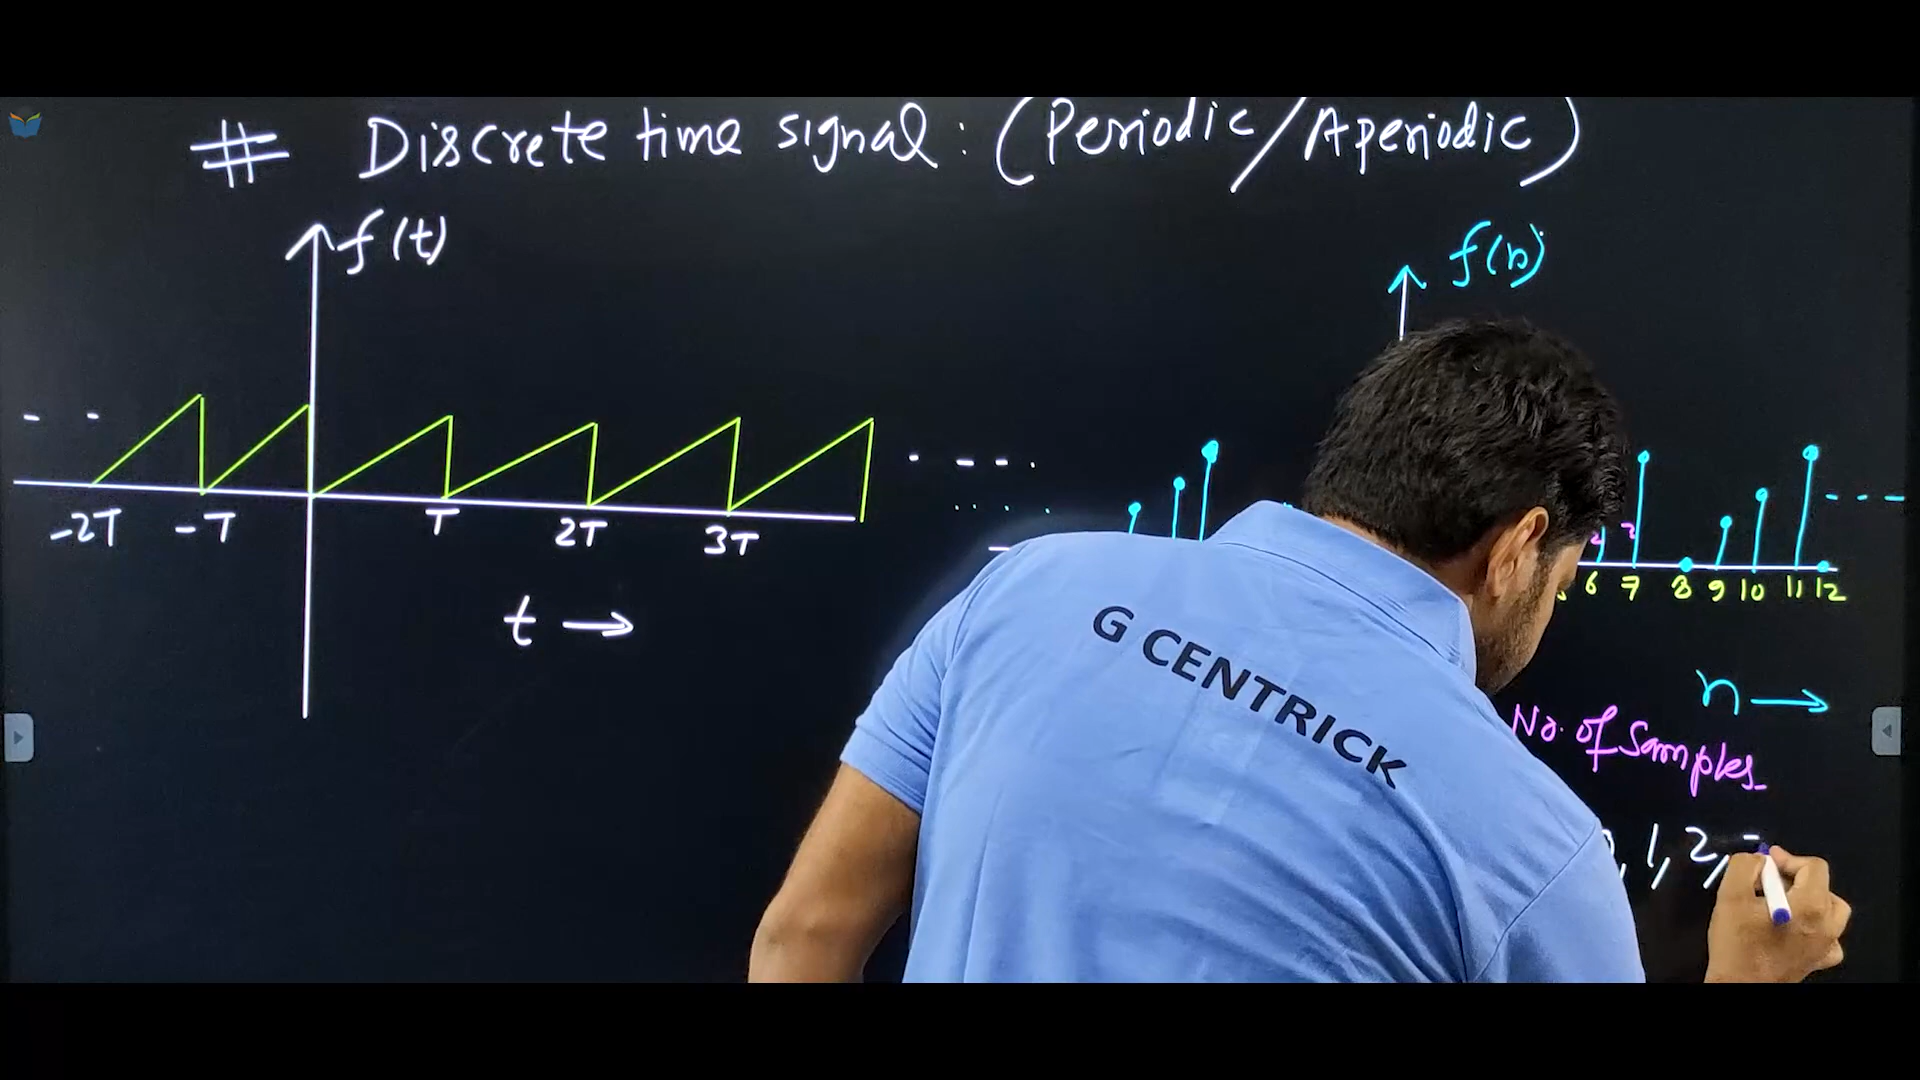 # Discrete time signal : (Periodic/Aperiodic)
f(t)
f(n)
-2T -T T 2T 3T
6 7 8 9 10 11 12
t →
n →
G CENTRICK
No. of Samples
, 1, 2,